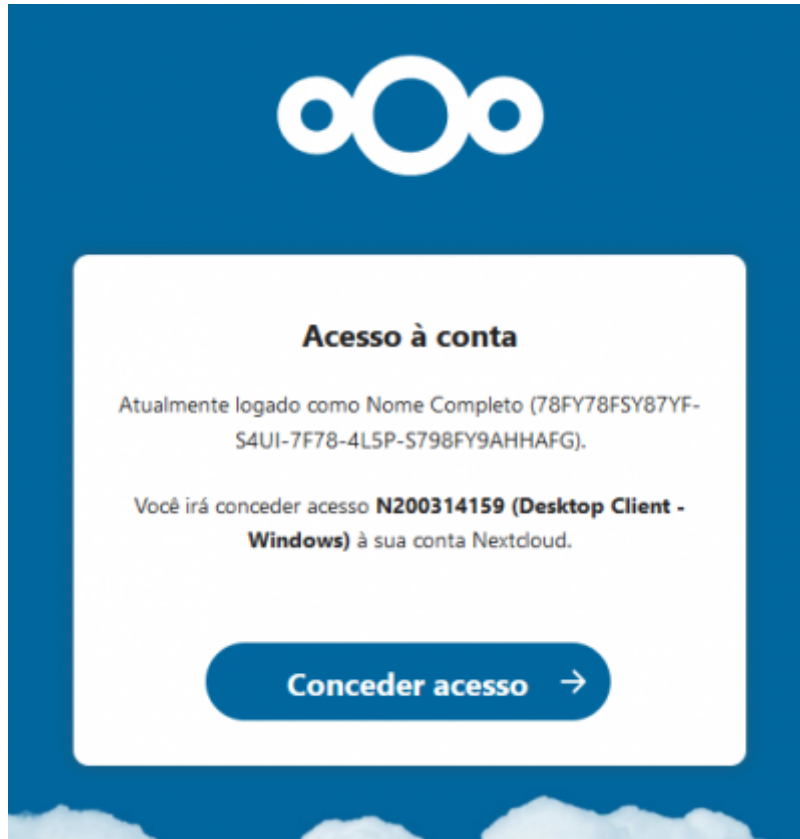 Acesso à conta
Atualmente logado como Nome Completo (78FY78FSY87YF-
S4UI-7F78-4L5P-S798FY9AHHAFG).
Você irá conceder acesso N200314159 (Desktop Client -
Windows) à sua conta Nextcloud.
Conceder acesso